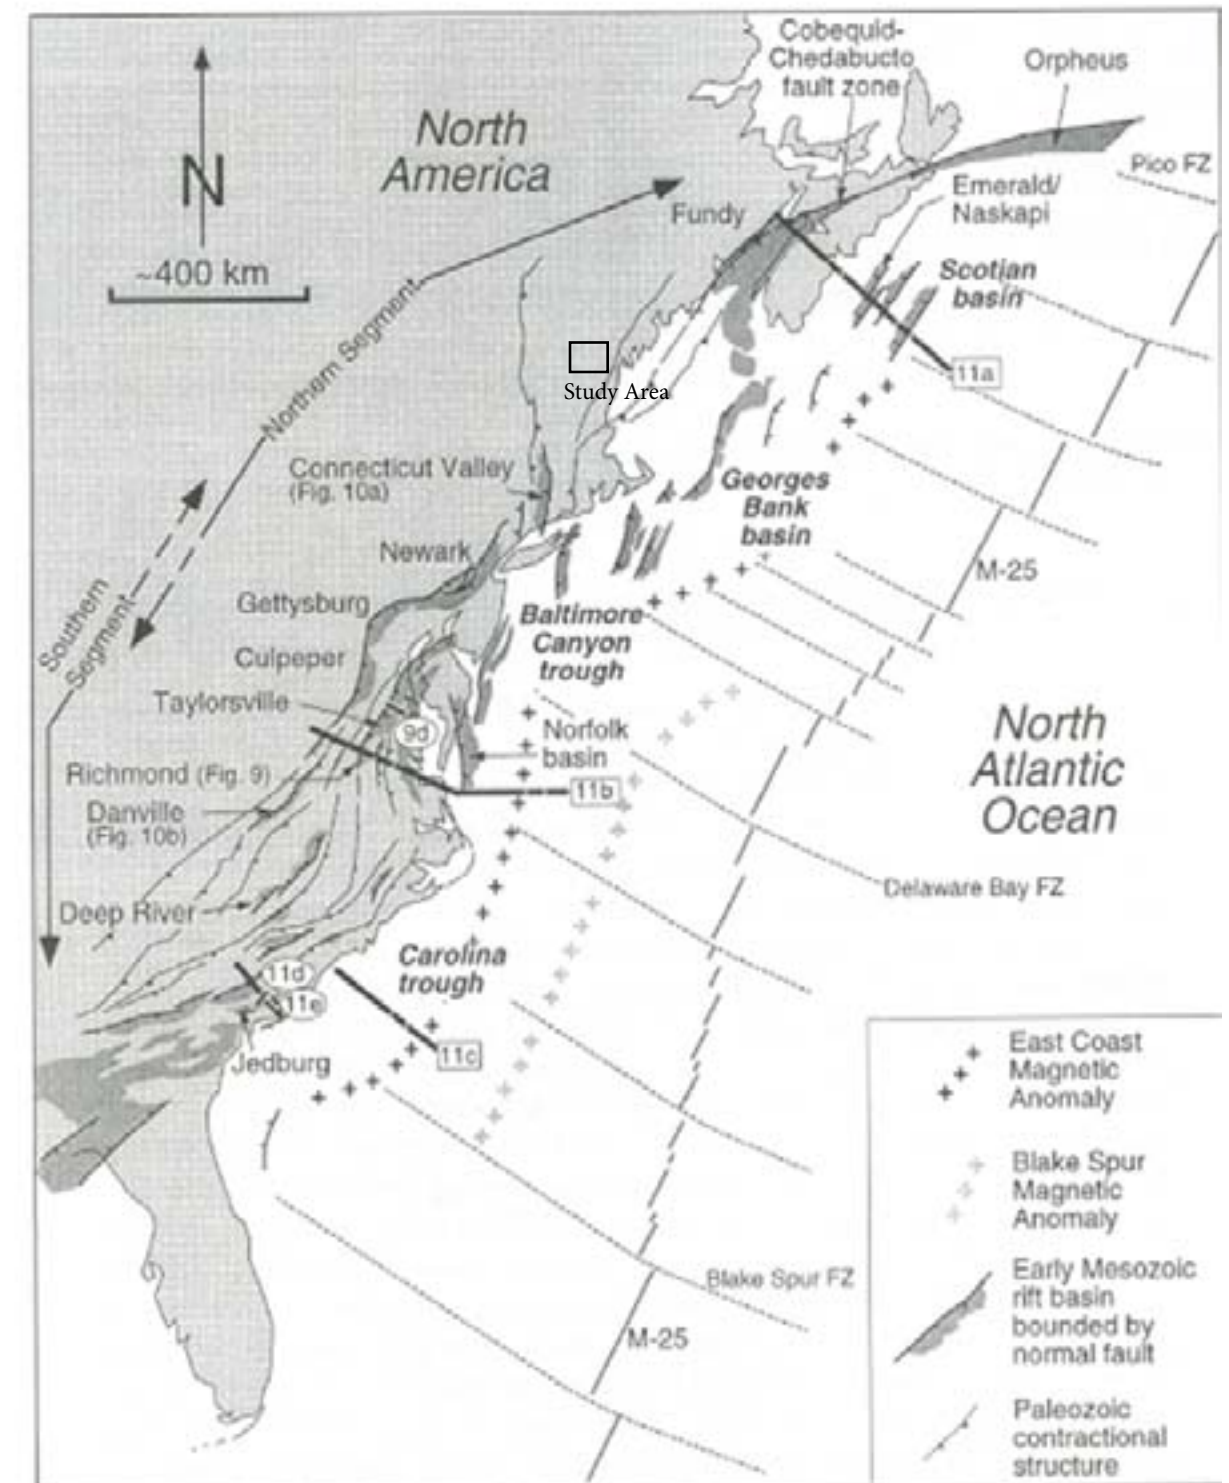 Cobequid-
Chedabucto
fault zone
Orpheus
North
America
N
Pico FZ
Emerald/
Naskapi
Fundy
~400 km
Scotian
basin
Northern Segment
11a
Study Area
Connecticut Valley
(Fig. 10a)
Georges
Bank
basin
Newark
M-25
Gettysburg
Southern
Segment
Baltimore
Canyon
trough
Culpeper
Taylorsville
9d
Norfolk
basin
North
Atlantic
Ocean
Richmond (Fig. 9)
11b
Danville
(Fig. 10b)
Delaware Bay FZ
Deep River
Carolina
trough
11d
11e
Jedburg
11c
East Coast
Magnetic
Anomaly
Blake Spur
Magnetic
Anomaly
Blake Spur FZ
Early Mesozoic
rift basin
bounded by
normal fault
M-25
Paleozoic
contractional
structure